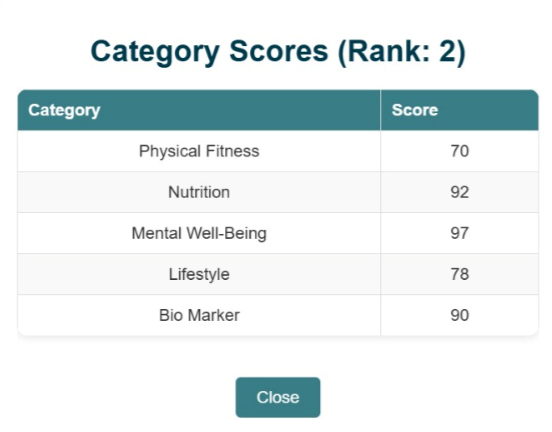 Category Scores (Rank: 2)
Category Score
Physical Fitness 70
Nutrition 92
Mental Well-Being 97
Lifestyle 78
Bio Marker 90
Close